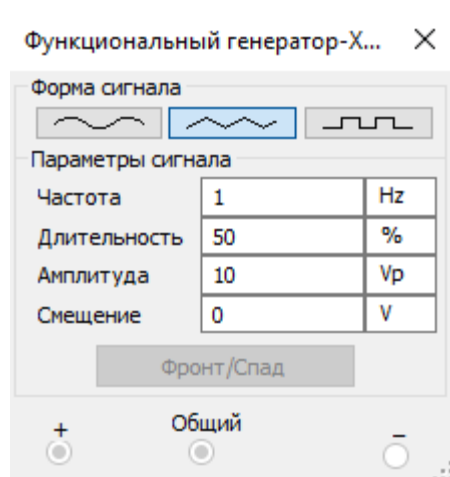 Функциональный генератор-X...
Форма сигнала
Параметры сигнала
Частота 1 Hz
Длительность 50 %
Амплитуда 10 Vp
Смещение 0 V
Фронт/Спад
+ Общий −